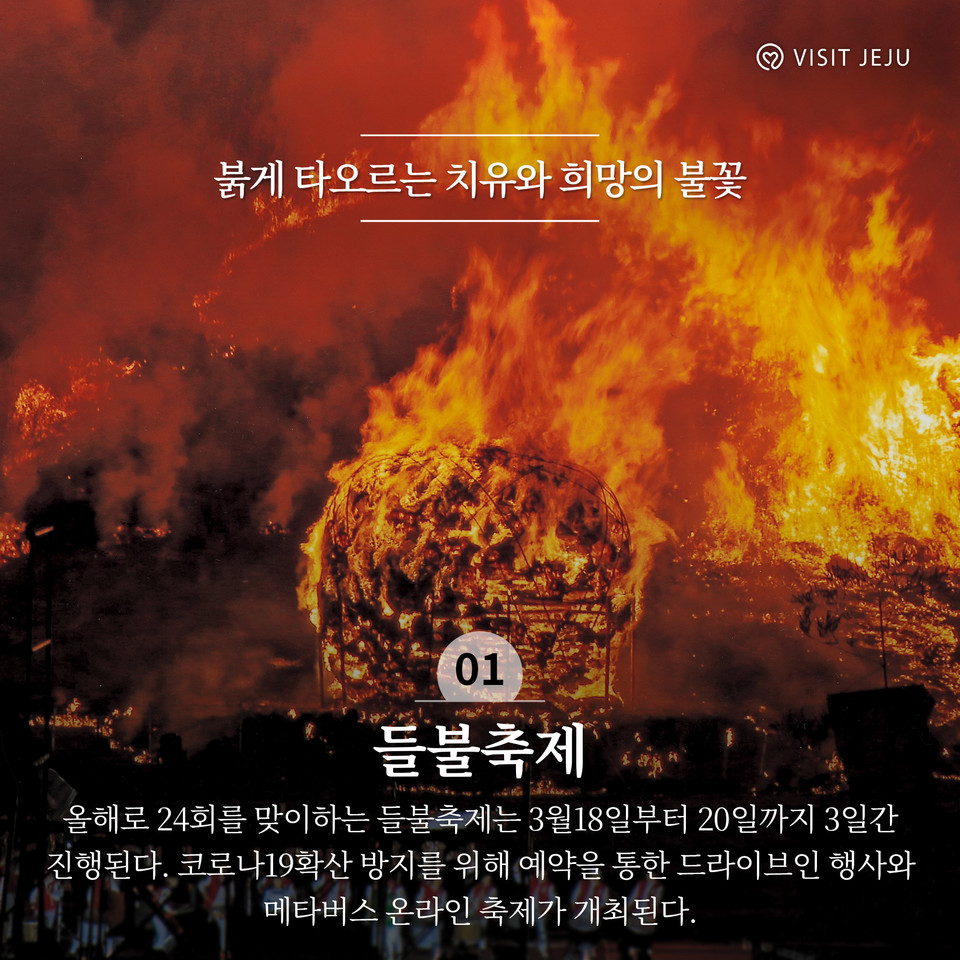 VISIT JEJU
붉게 타오르는 치유와 희망의 불꽃
01
들불축제
올해로 24회를 맞이하는 들불축제는 3월18일부터 20일까지 3일간
진행된다. 코로나19확산 방지를 위해 예약을 통한 드라이브인 행사와
메타버스 온라인 축제가 개최된다.